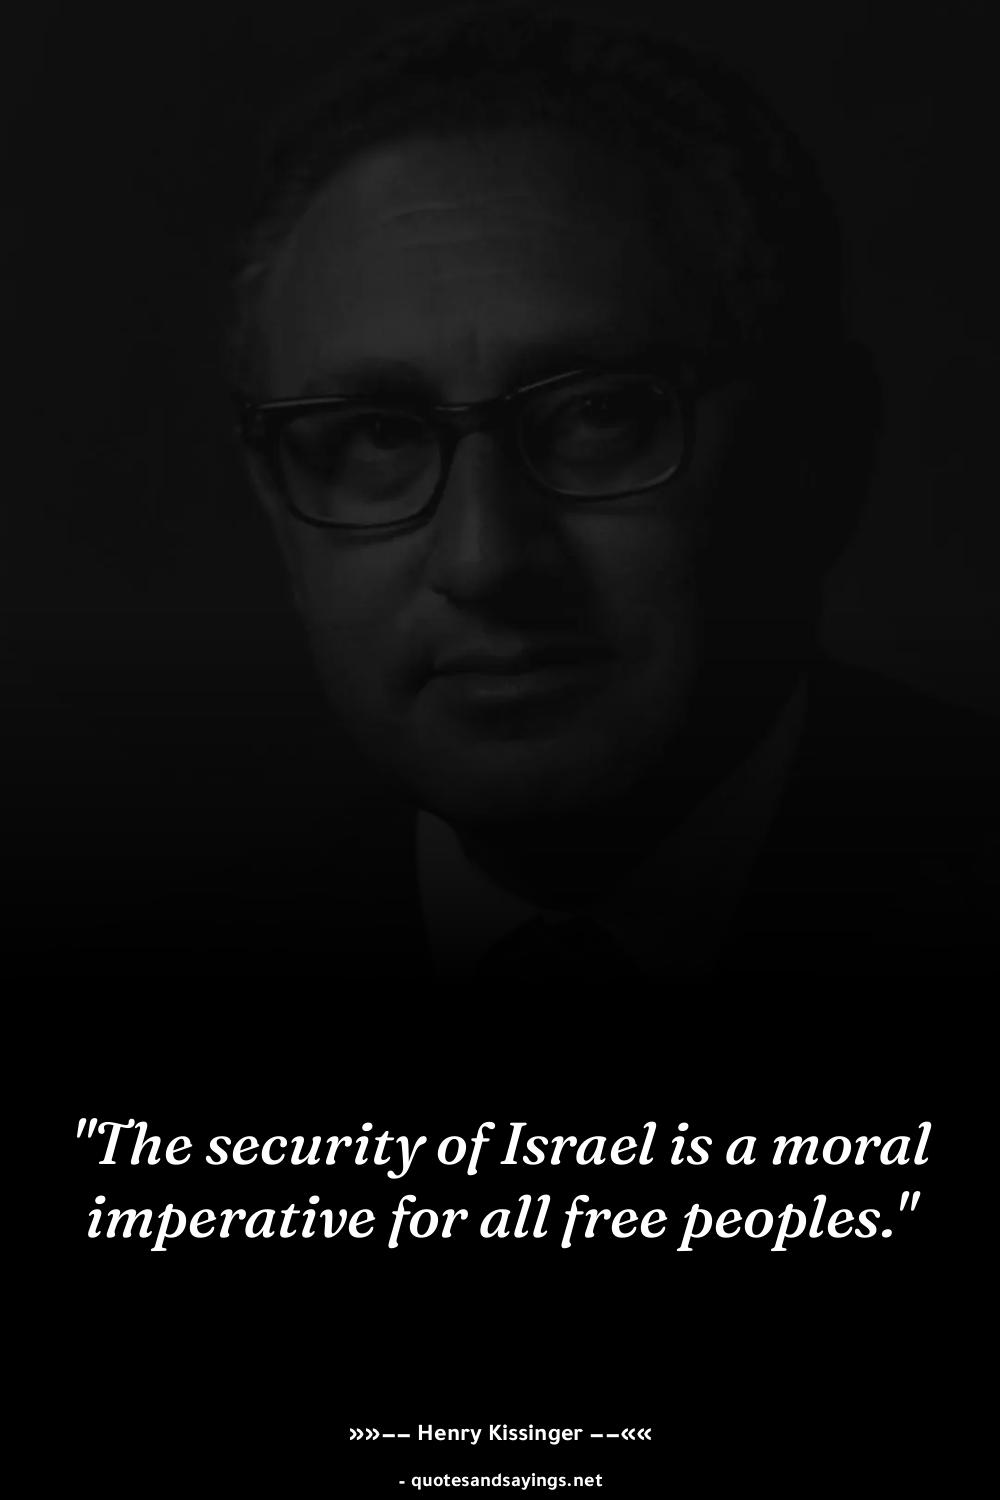 "The security of Israel is a moral
imperative for all free peoples."
»»−− Henry Kissinger −−««
- quotesandsayings.net